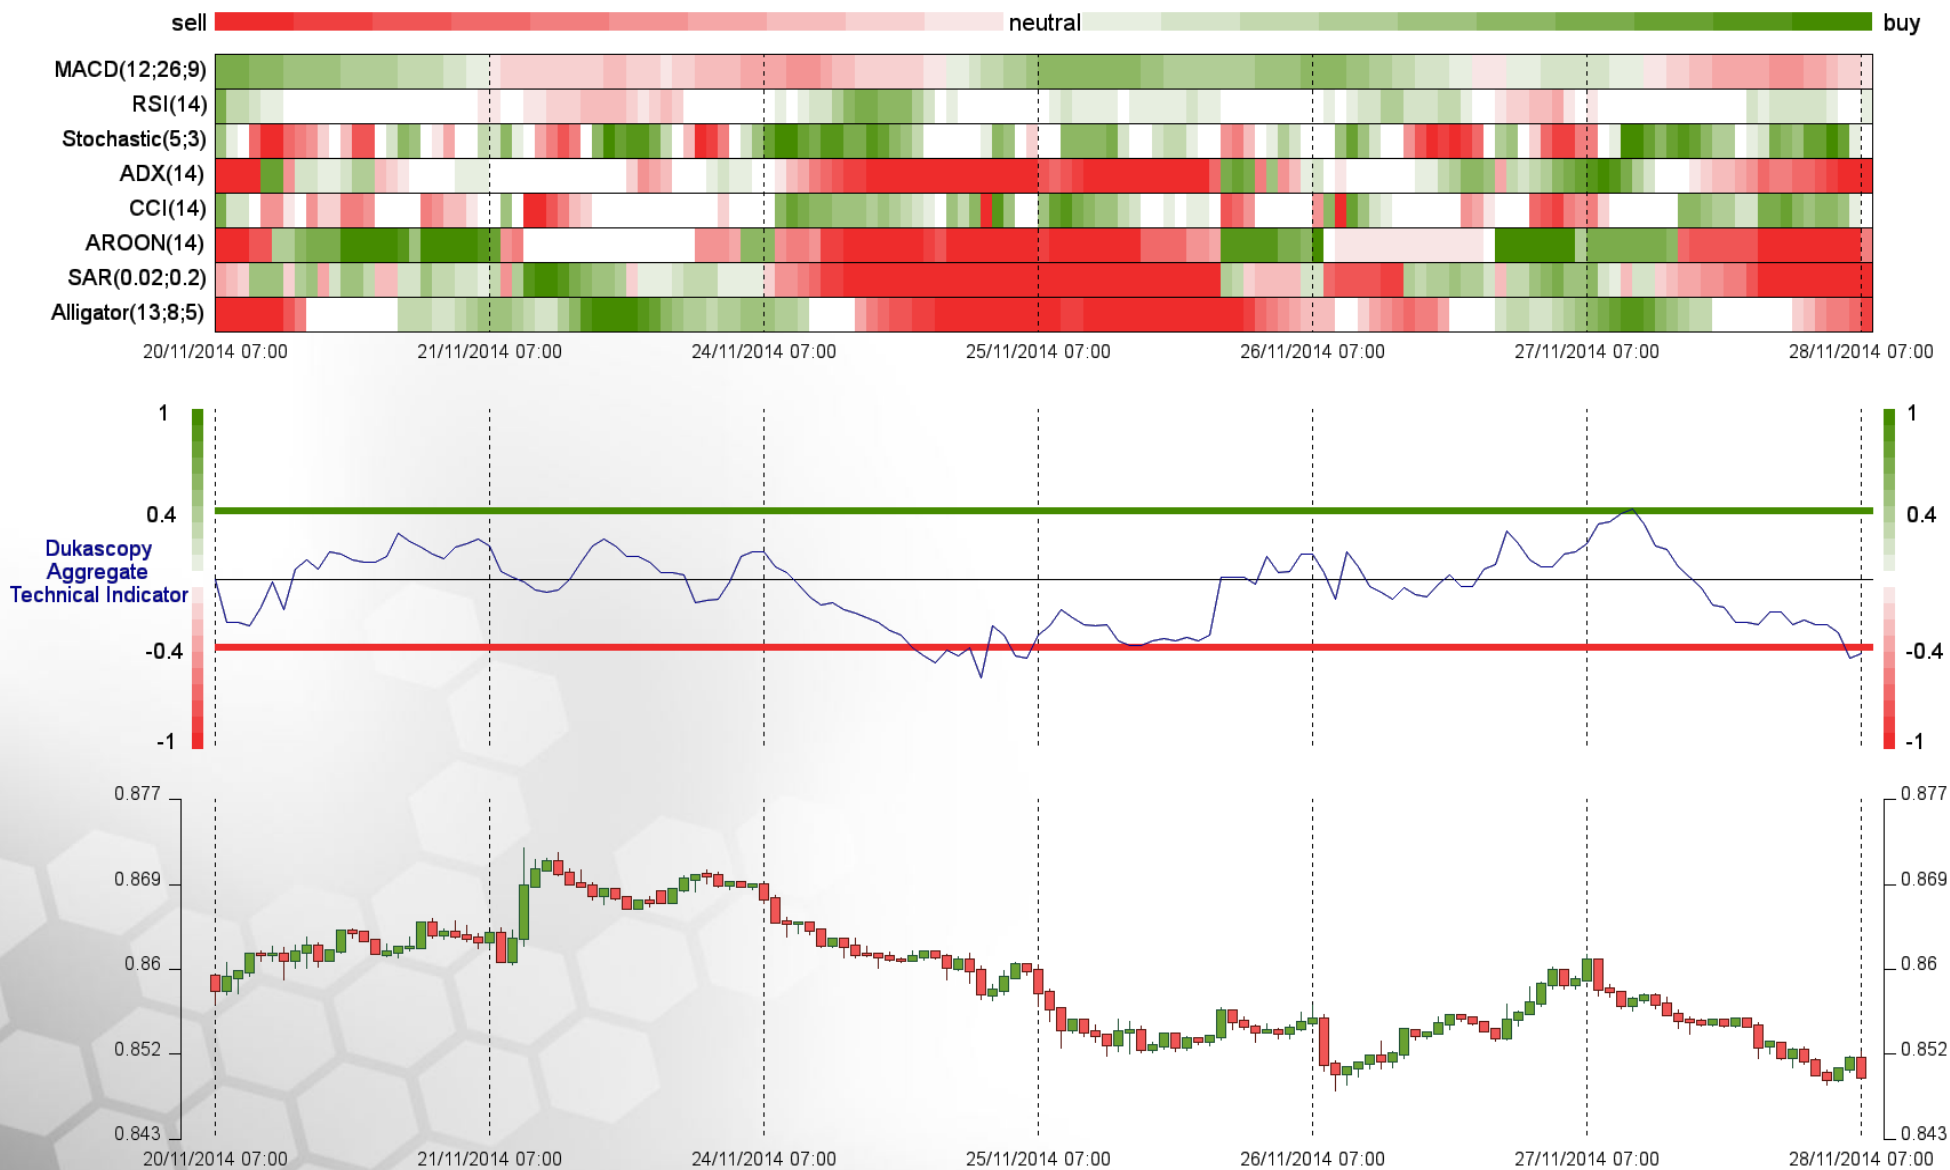 sell neutral buy
MACD(12;26;9)
RSI(14)
Stochastic(5;3)
ADX(14)
CCI(14)
AROON(14)
SAR(0.02;0.2)
Alligator(13;8;5)
20/11/2014 07:00 21/11/2014 07:00 24/11/2014 07:00 25/11/2014 07:00 26/11/2014 07:00 27/11/2014 07:00 28/11/2014 07:00
1 1
0.4 0.4
Dukascopy
Aggregate
Technical Indicator
-0.4 -0.4
-1 -1
0.877 0.877
0.869 0.869
0.86 0.86
0.852 0.852
0.843 0.843
20/11/2014 07:00 21/11/2014 07:00 24/11/2014 07:00 25/11/2014 07:00 26/11/2014 07:00 27/11/2014 07:00 28/11/2014 07:00